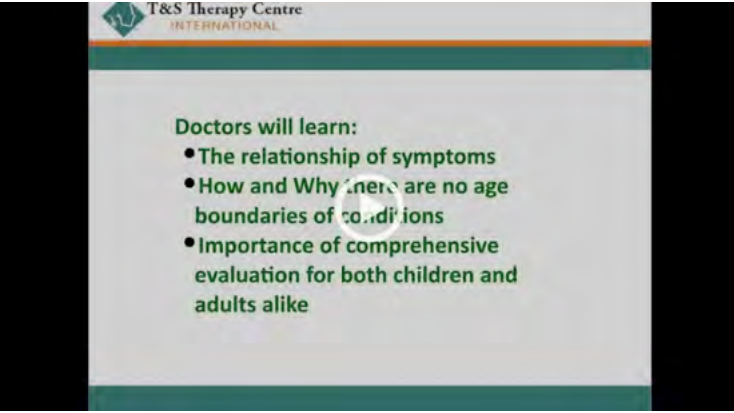 T&S Therapy Centre
INTERNATIONAL
Doctors will learn:
•The relationship of symptoms
•How and Why there are no age
boundaries of conditions
•Importance of comprehensive
evaluation for both children and
adults alike